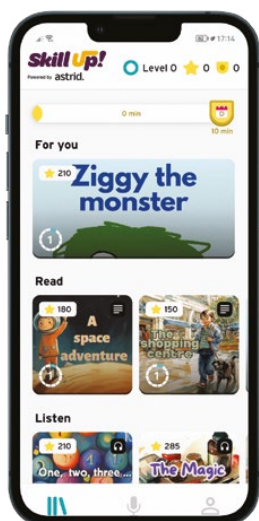 17:14
Skill Up!
Powered by astrid.
Level 0 0 0
0 min
10 min
For you
210
Ziggy the
monster
1
Read
180
A
space
adventure
1
150
The
shopping
centre
1
Listen
210
One, two, three ...
285
The Magic